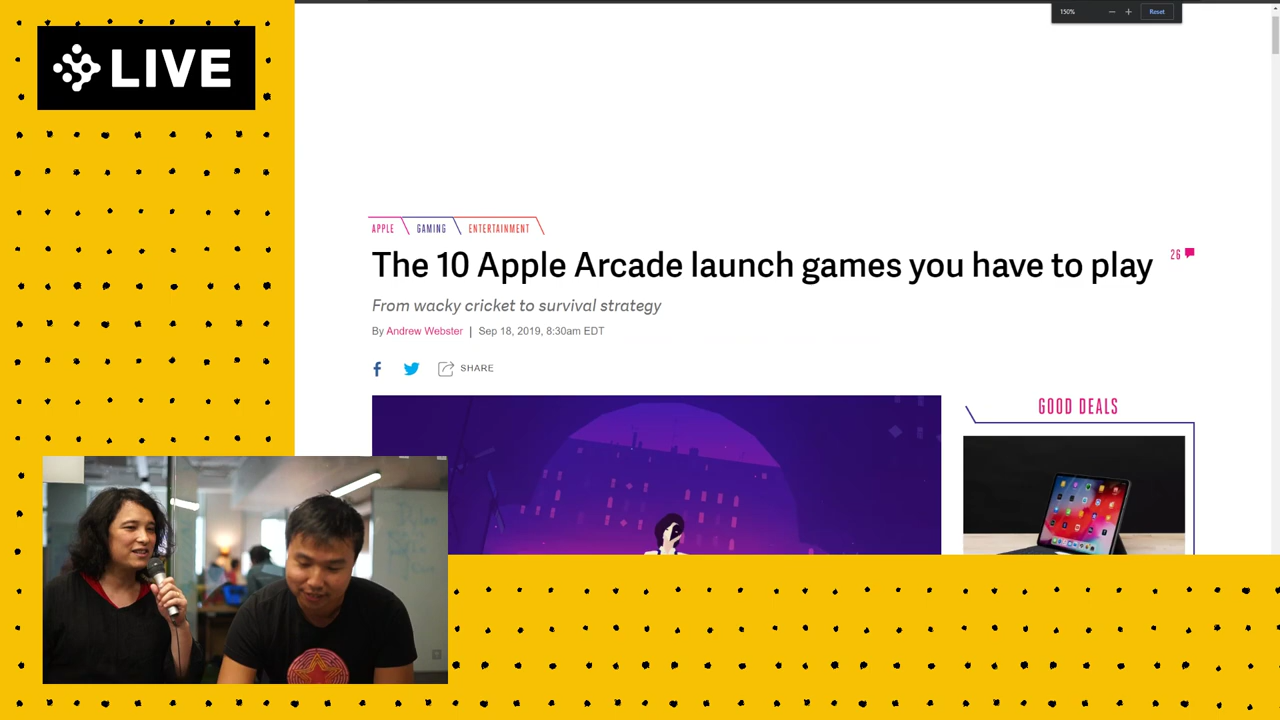 150%
Reset
LIVE
APPLE
GAMING
ENTERTAINMENT
The 10 Apple Arcade launch games you have to play
26
From wacky cricket to survival strategy
By Andrew Webster | Sep 18, 2019, 8:30am EDT
SHARE
GOOD DEALS